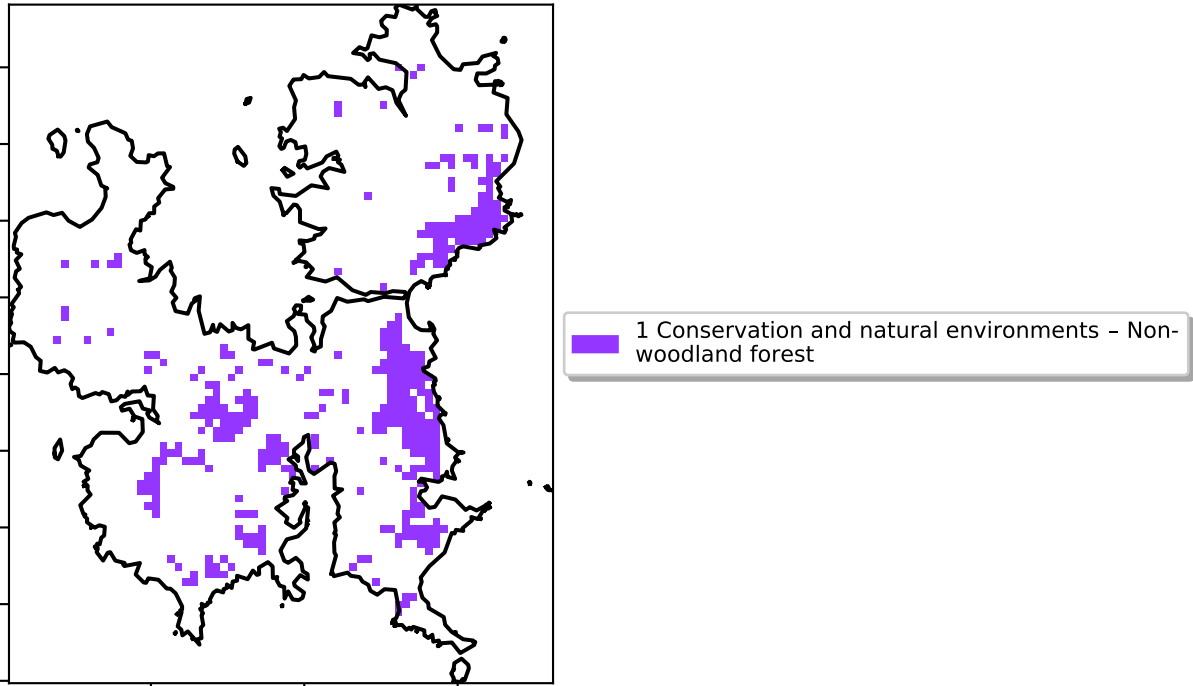 1 Conservation and natural environments – Non-
woodland forest